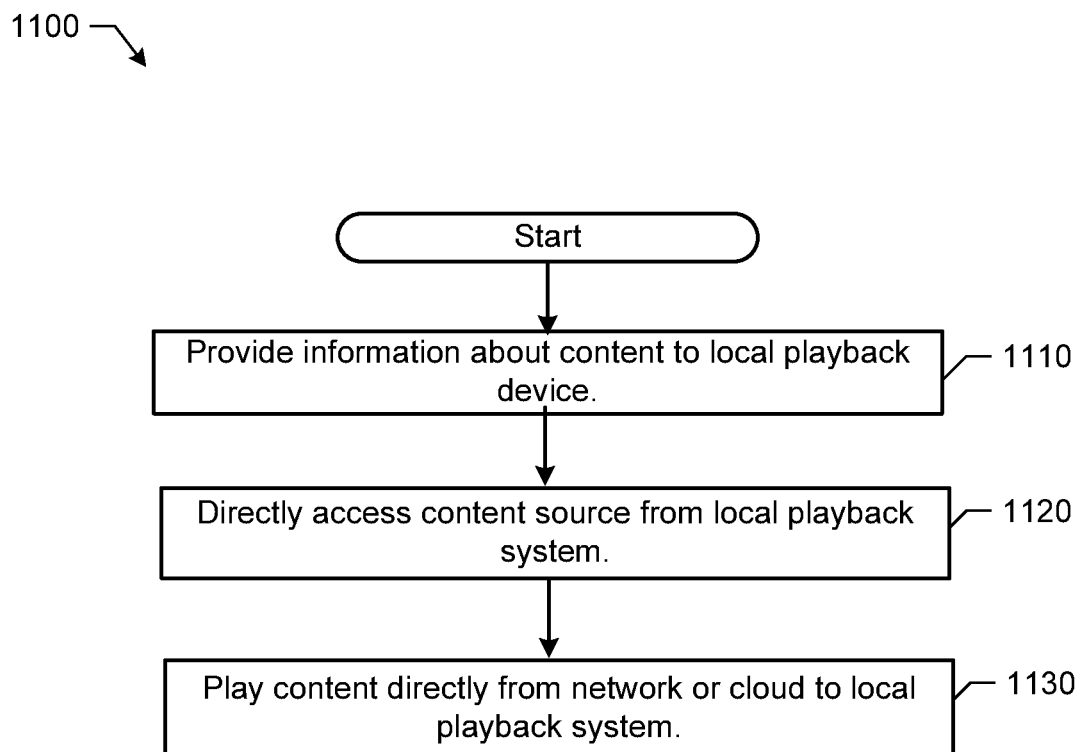 1100
Start
Provide information about content to local playback
device.
1110
Directly access content source from local playback
system.
1120
Play content directly from network or cloud to local
playback system.
1130